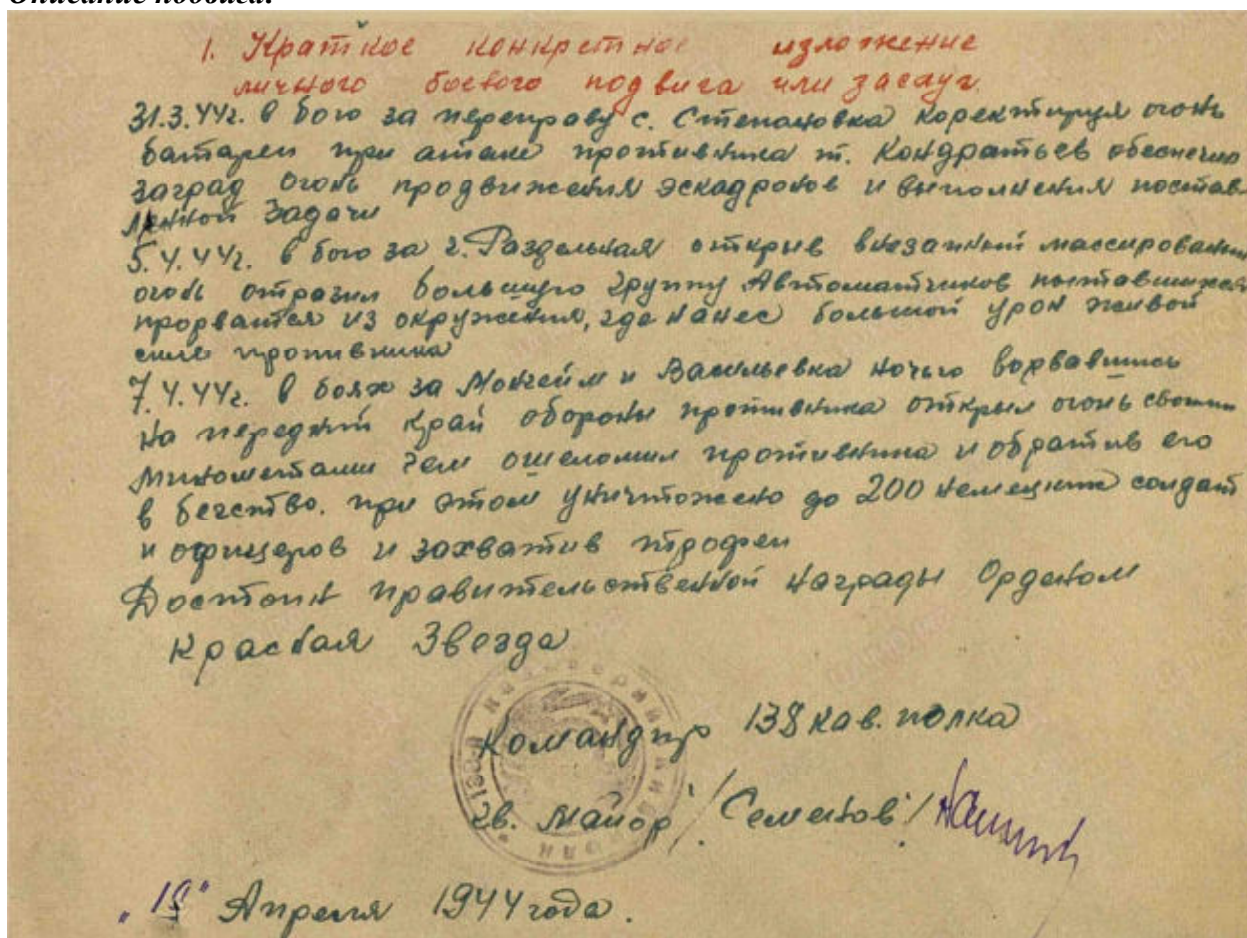 Описание подвига:
1. Краткое конкретное изложение
личного боевого подвига или заслуг.
31.3.44г. в бою за переправу с. Степановка коректируя огонь
батареи при атаке противника т. Кондратьев обеспечил
заград огонь продвижения эскадронов и выполнения постав-
ленной задачи
5.4.44г. в бою за г. Раздельная открыв внезапный массированный
огонь отразил большую группу Автоматчиков пытавшихся
прорватся из окружения, где нанес большой урон живой
силе противника
7.4.44г. в боях за и Васильевка ночью ворвавшись
на передний край обороны противника открыл огонь своими
минометами чем ошеломил противника и обратив его
в бегство. при этом уничтожено до 200 немецких солдат
и офицеров и захватив трофеи
Достоин правительственной награды Орденом
Красная Звезда
Командир 138 кав. полка
гв. майор /Семенов/
Апреля 1944 года.